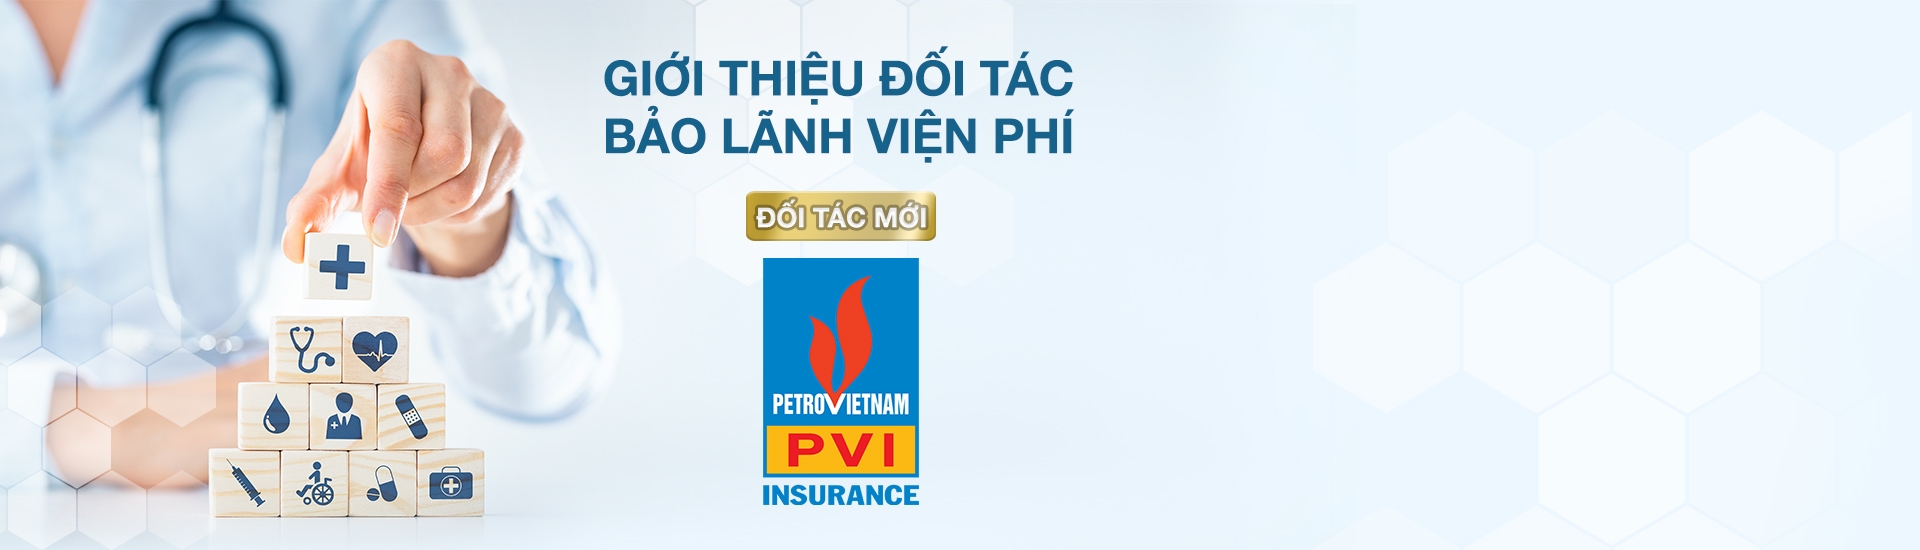 GIỚI THIỆU ĐỐI TÁC
BẢO LÃNH VIỆN PHÍ
ĐỐI TÁC MỚI
PETROVIETNAM
PVI
INSURANCE